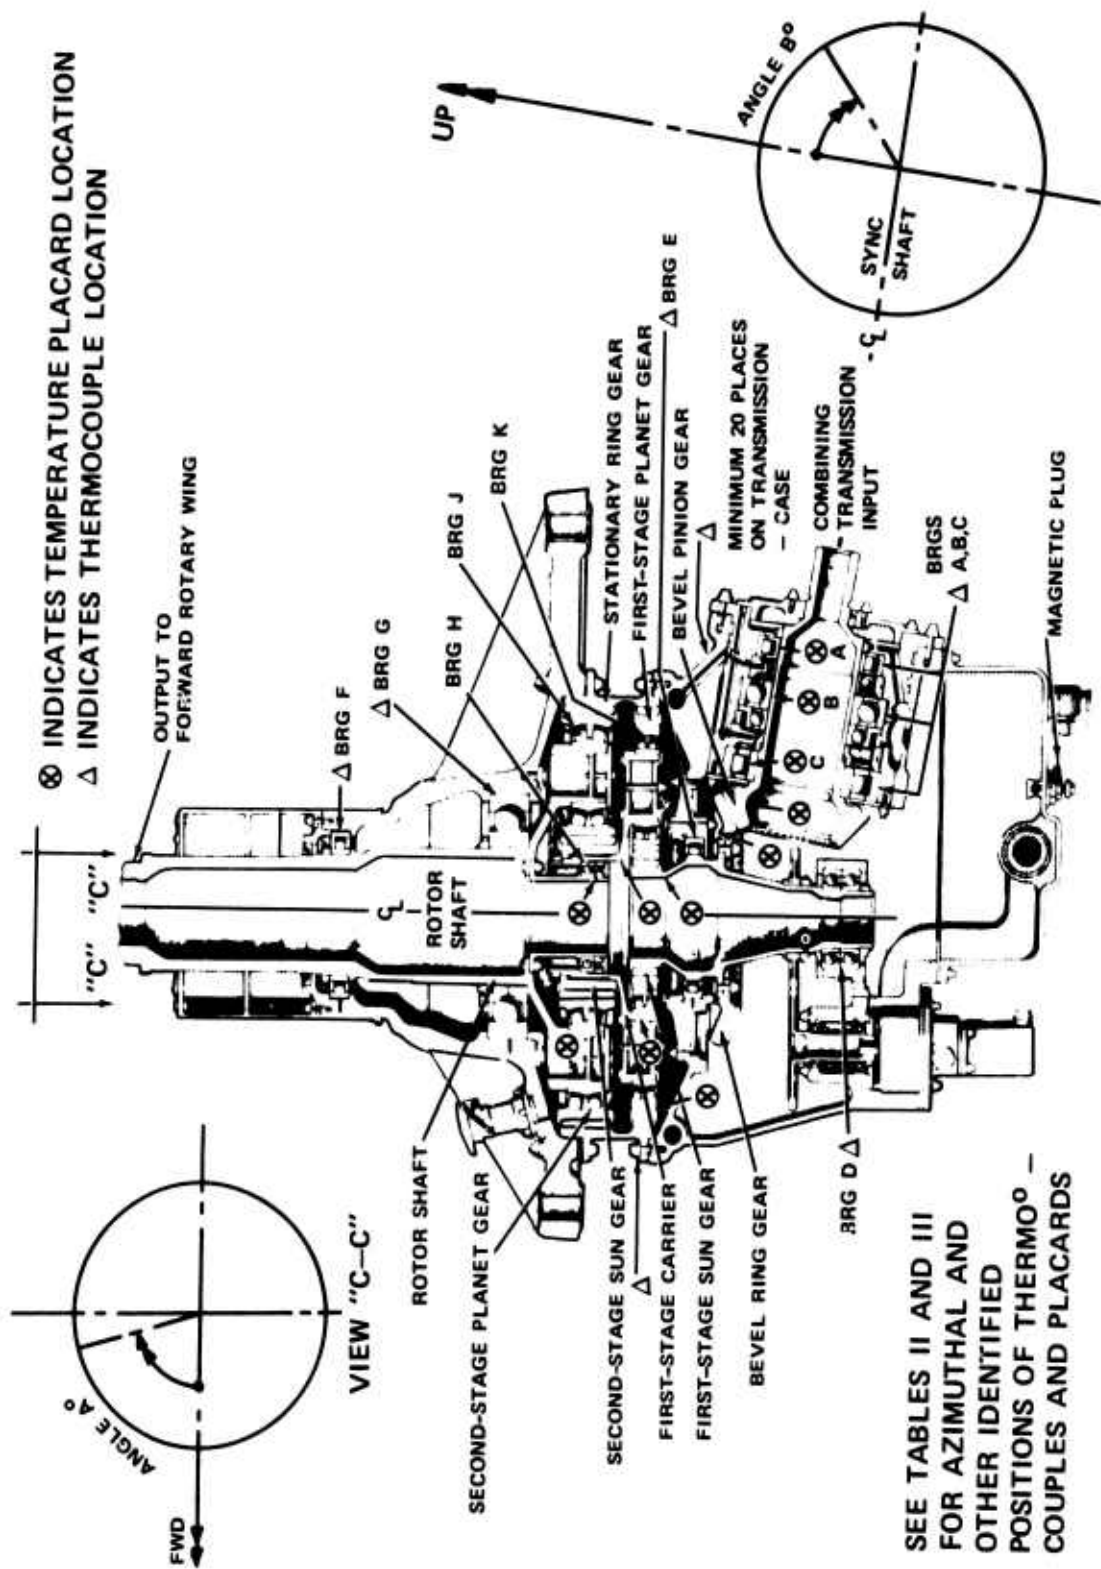 ⊗ INDICATES TEMPERATURE PLACARD LOCATION
△ INDICATES THERMOCOUPLE LOCATION
OUTPUT TO
FORWARD ROTARY WING
"C" "C"
△ BRG F
△ BRG G
BRG H
BRG J
BRG K
STATIONARY RING GEAR
FIRST-STAGE PLANET GEAR
△ BRG E
BEVEL PINION GEAR
△
MINIMUM 20 PLACES
ON TRANSMISSION
— CASE
COMBINING
- TRANSMISSION
INPUT
BRGS
△ A,B,C
MAGNETIC PLUG
A
B
C
℄
ROTOR
SHAFT
UP
ANGLE B°
℄
SYNC
SHAFT
FWD
ANGLE A°
VIEW "C–C"
ROTOR SHAFT
SECOND-STAGE PLANET GEAR
SECOND-STAGE SUN GEAR
△
FIRST-STAGE CARRIER
FIRST-STAGE SUN GEAR
BEVEL RING GEAR
BRG D △
SEE TABLES II AND III
FOR AZIMUTHAL AND
OTHER IDENTIFIED
POSITIONS OF THERMO° —
COUPLES AND PLACARDS